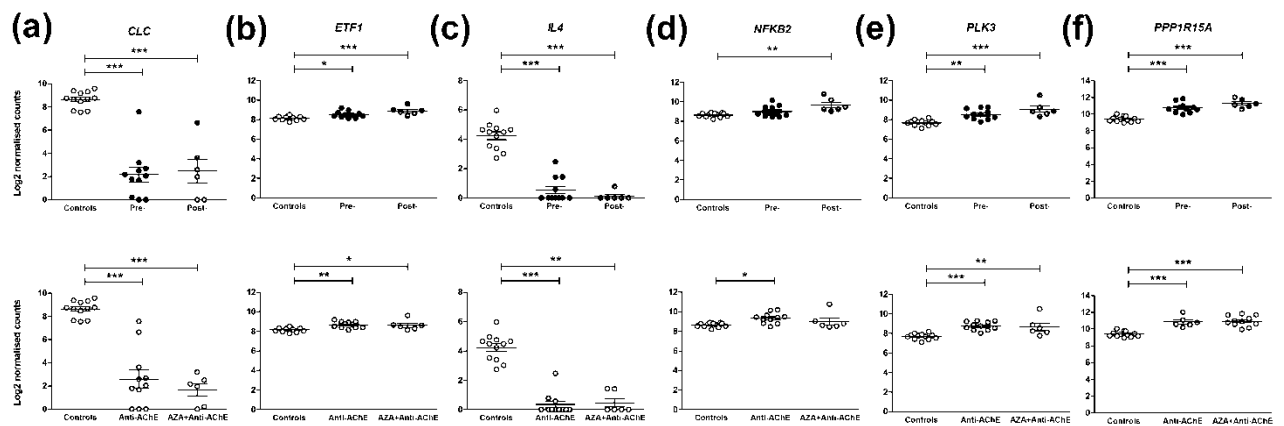 (a) CLC (b) ETF1 (c) IL4 (d) NFKB2 (e) PLK3 (f) PPP1R15A
*** *** *** ** *** ***
*** * *** ** ***
Log2 normalised counts
10 8 6 4 2 0
12 10 8 6 4 2 0
6 4 2 0
12 10 8 6 4 2 0
12 10 8 6 4 2 0
14 12 10 8 6 4 2 0
Controls Pre- Post- Controls Pre- Post- Controls Pre- Post- Controls Pre- Post- Controls Pre- Post- Controls Pre- Post-
*** * ** ** ***
*** ** *** * *** ***
Log2 normalised counts
10 8 6 4 2 0
12 10 8 6 4 2 0
6 4 2 0
12 10 8 6 4 2 0
12 10 8 6 4 2 0
14 12 10 8 6 4 2 0
Controls Anti-AChE AZA+Anti-AChE Controls Anti-AChE AZA+Anti-AChE Controls Anti-AChE AZA+Anti-AChE Controls Anti-AChE AZA+Anti-AChE Controls Anti-AChE AZA+Anti-AChE Controls Anti-AChE AZA+Anti-AChE